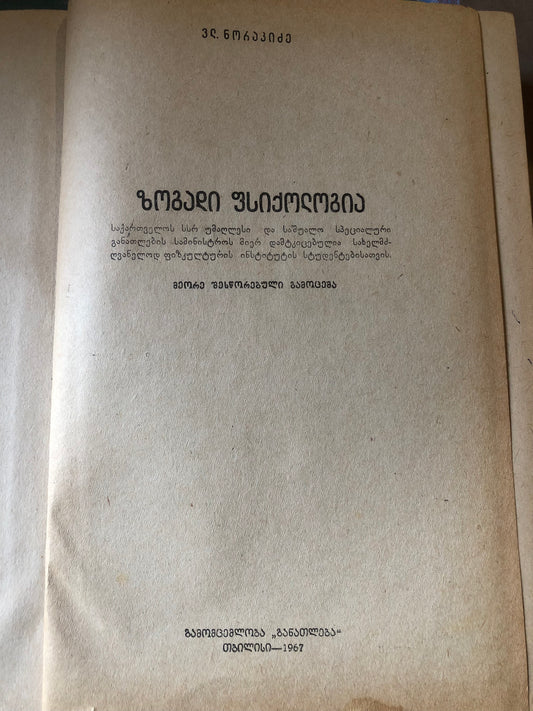 ვლ. ნორაკიძე
ზოგადი ფსიქოლოგია
საქართველოს სსრ უმაღლესი და საშუალო სპეციალური
განათლების სამინისტროს მიერ დამტკიცებულია სახელმძ-
ღვანელოდ ფიზკულტურის ინსტიტუტის სტუდენტებისათვის.
მეორე შესწორებული გამოცემა
გამომცემლობა „განათლება“
თბილისი—1967